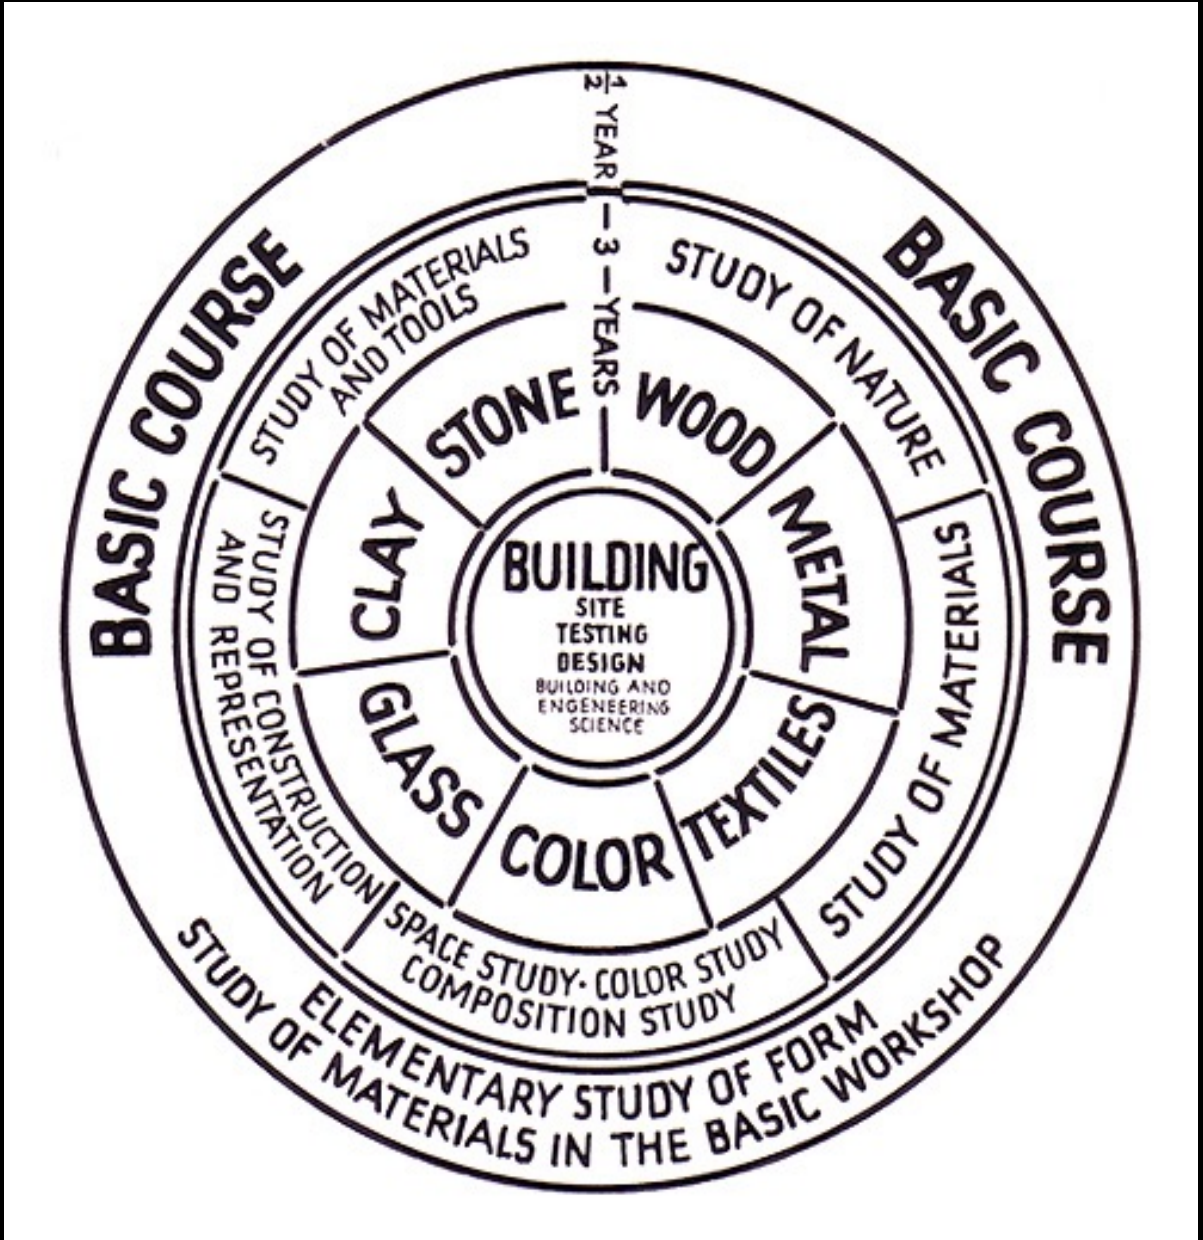 ½ YEAR
— 3 — YEARS
BASIC COURSE
BASIC COURSE
ELEMENTARY STUDY OF FORM
STUDY OF MATERIALS IN THE BASIC WORKSHOP
STUDY OF MATERIALS
AND TOOLS
STUDY OF NATURE
STUDY OF MATERIALS
SPACE STUDY · COLOR STUDY
COMPOSITION STUDY
STUDY OF CONSTRUCTION
AND REPRESENTATION
STONE
WOOD
METAL
TEXTILES
COLOR
GLASS
CLAY
BUILDING
SITE
TESTING
DESIGN
BUILDING AND
ENGENEERING
SCIENCE